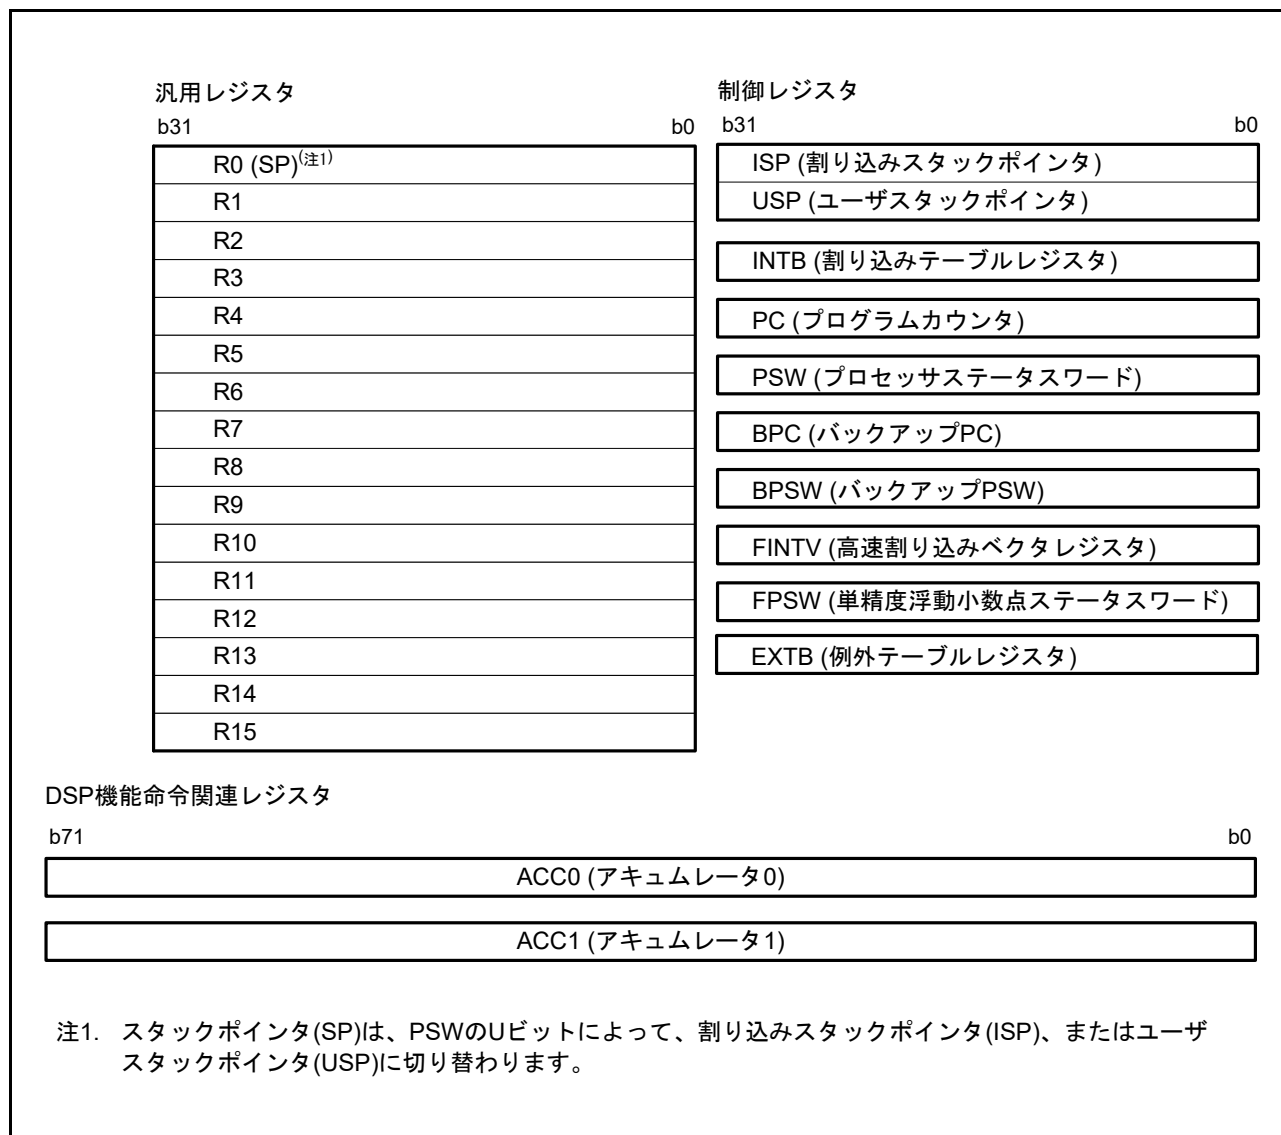 汎用レジスタ
b31 b0
R0 (SP)(注1)
R1
R2
R3
R4
R5
R6
R7
R8
R9
R10
R11
R12
R13
R14
R15
制御レジスタ
b31 b0
ISP (割り込みスタックポインタ)
USP (ユーザスタックポインタ)
INTB (割り込みテーブルレジスタ)
PC (プログラムカウンタ)
PSW (プロセッサステータスワード)
BPC (バックアップPC)
BPSW (バックアップPSW)
FINTV (高速割り込みベクタレジスタ)
FPSW (単精度浮動小数点ステータスワード)
EXTB (例外テーブルレジスタ)
DSP機能命令関連レジスタ
b71 b0
ACC0 (アキュムレータ0)
ACC1 (アキュムレータ1)
注1. スタックポインタ(SP)は、PSWのUビットによって、割り込みスタックポインタ(ISP)、またはユーザ
スタックポインタ(USP)に切り替わります。